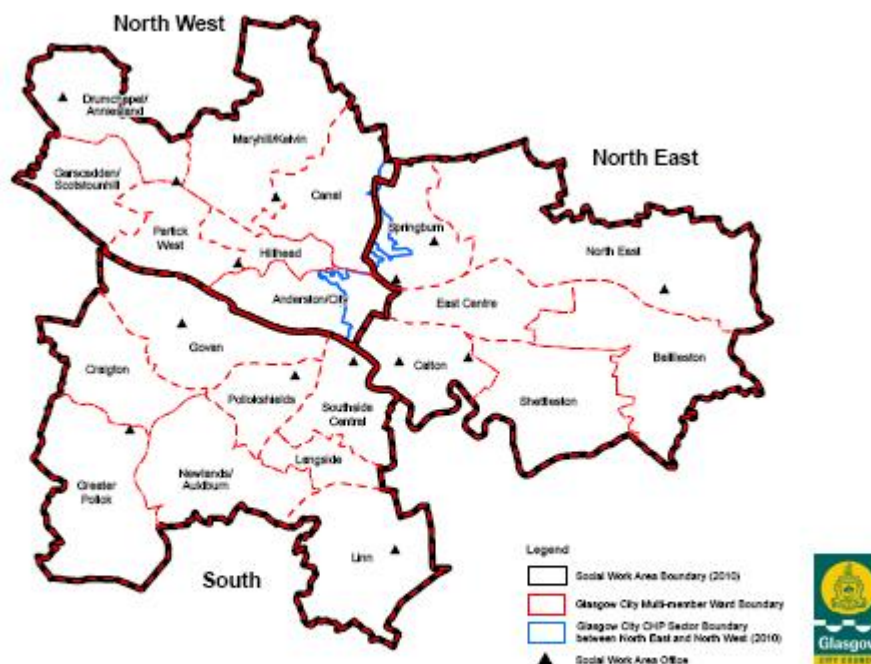 North West
Drumchapel/
Anniesland
Maryhill/Kelvin
North East
Garscadden/
Scotstounhill
Canal
Springburn
Partick
West
Hillhead
North East
Anderston/City
East Centre
Govan
Craigton
Calton
Baillieston
Pollokshields
Southside
Central
Shettleston
Langside
Newlands/
Auldburn
Greater
Pollok
Linn
South
Legend
Social Work Area Boundary (2010)
Glasgow City Multi-member Ward Boundary
Glasgow City CHP Sector Boundary
between North East and North West (2010)
Social Work Area Office
Glasgow
CITY COUNCIL